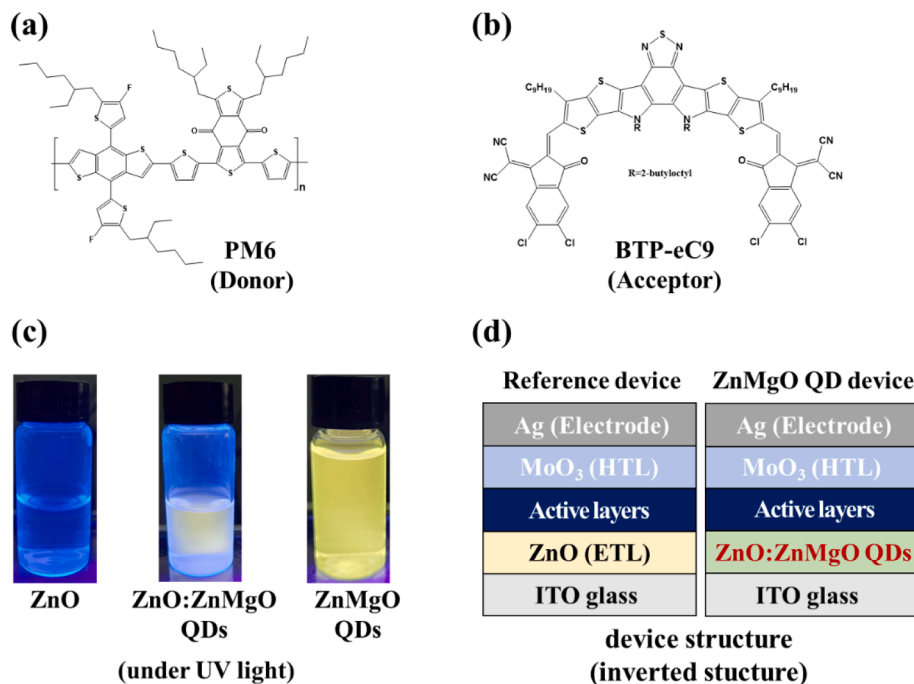 (a)
F
S
S
S
O
O
S
S
S
S
S
F
n
PM6
(Donor)
(b)
S
N
N
C₉H₁₉
S
S
C₉H₁₉
S
N
R
N
R
S
NC
NC
O
R=2-butyloctyl
O
CN
CN
Cl
Cl
Cl
Cl
BTP-eC9
(Acceptor)
(c)
ZnO
ZnO:ZnMgO
QDs
ZnMgO
QDs
(under UV light)
(d)
Reference device
ZnMgO QD device
Ag (Electrode)
Ag (Electrode)
MoO₃ (HTL)
MoO₃ (HTL)
Active layers
Active layers
ZnO (ETL)
ZnO:ZnMgO QDs
ITO glass
ITO glass
device structure
(inverted stucture)